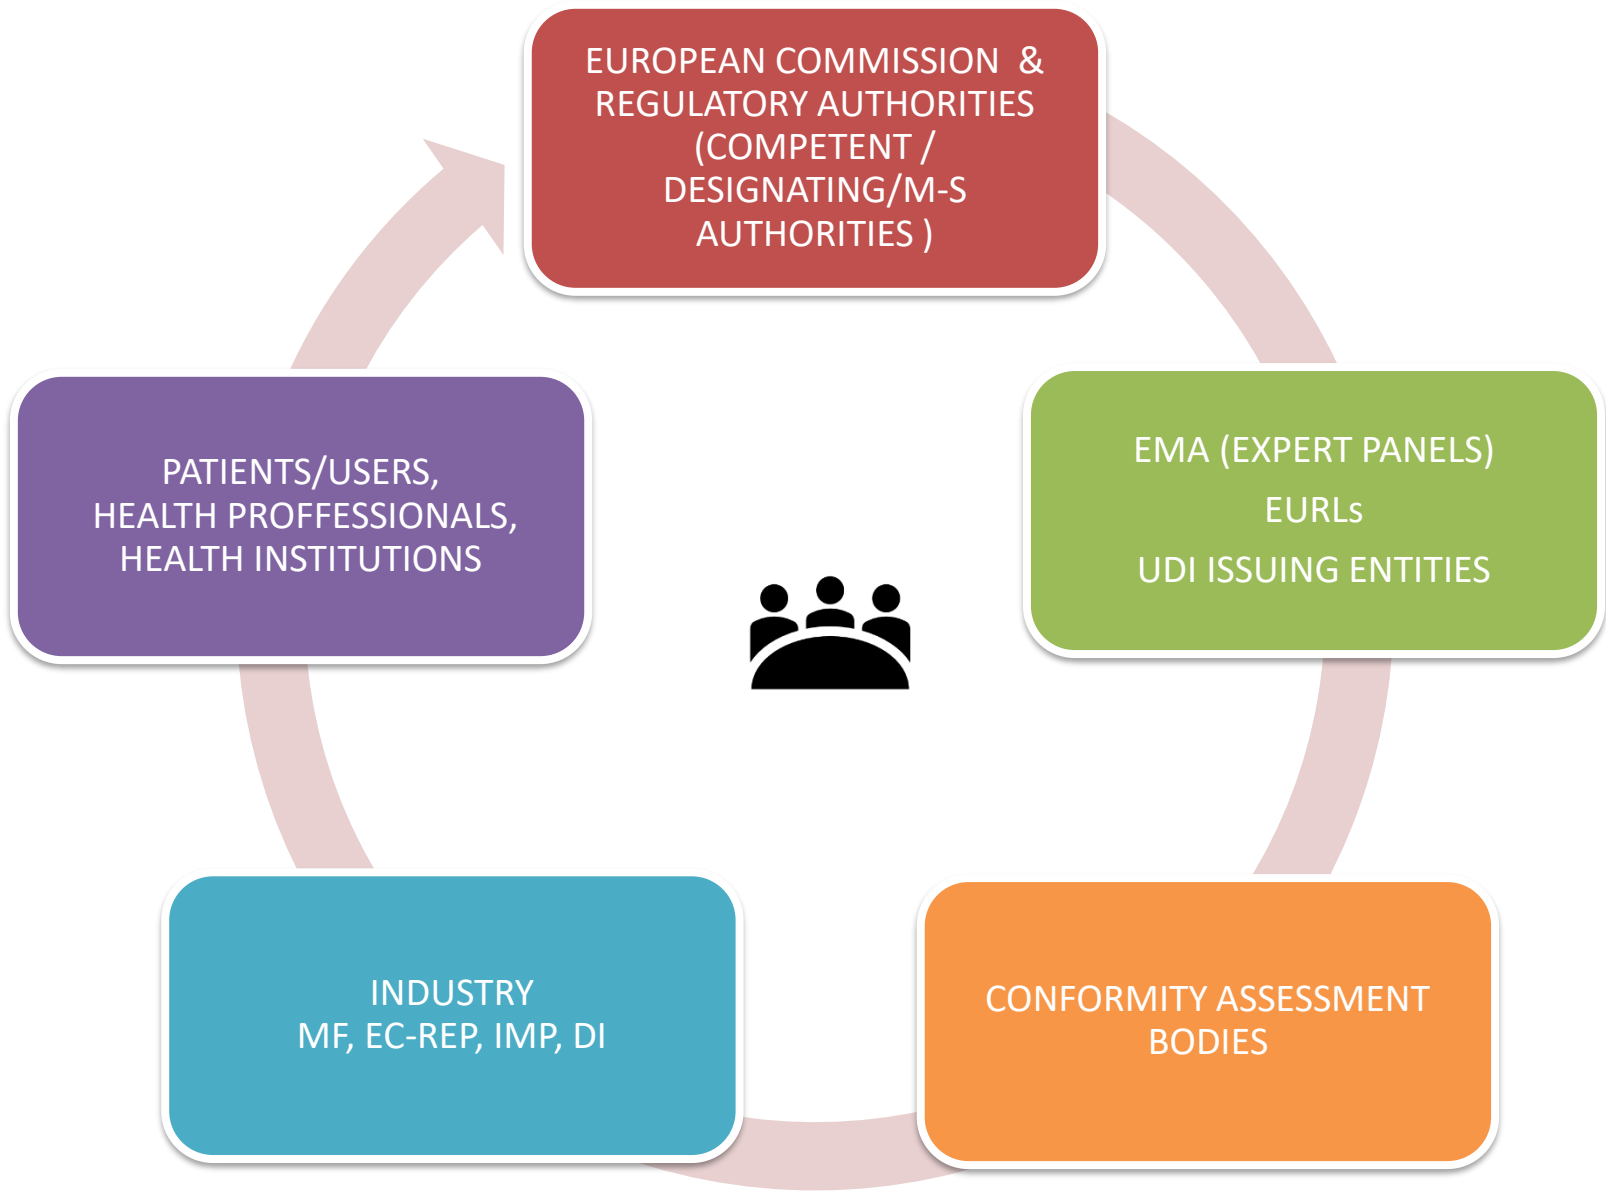 EUROPEAN COMMISSION  &
REGULATORY AUTHORITIES
(COMPETENT /
DESIGNATING/M-S
AUTHORITIES )
EMA (EXPERT PANELS)
EURLs
UDI ISSUING ENTITIES
CONFORMITY ASSESSMENT
BODIES
INDUSTRY
MF, EC-REP, IMP, DI
PATIENTS/USERS,
HEALTH PROFFESSIONALS,
HEALTH INSTITUTIONS